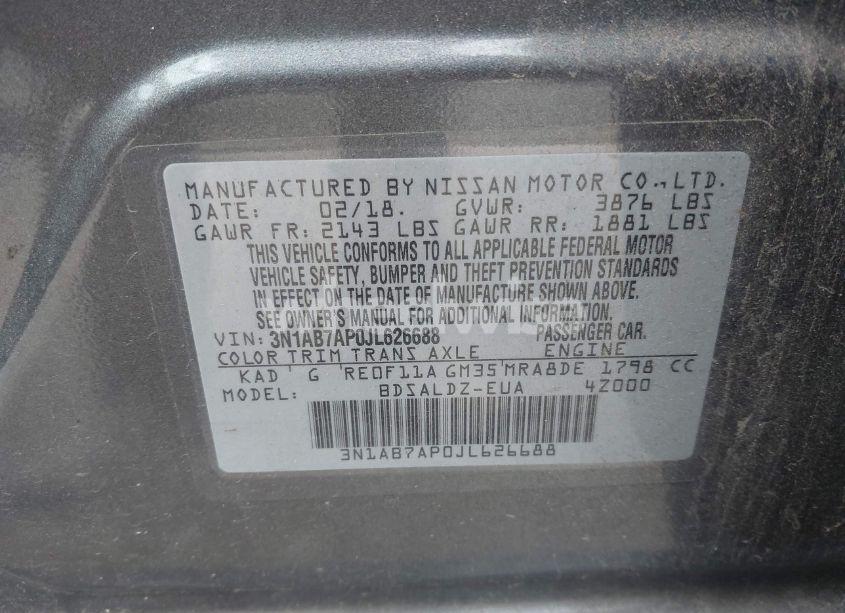 MANUFACTURED BY NISSAN MOTOR CO.,LTD.
DATE: 02/18. GVWR: 3876 LBS
GAWR FR: 2143 LBS GAWR RR: 1881 LBS
THIS VEHICLE CONFORMS TO ALL APPLICABLE FEDERAL MOTOR
VEHICLE SAFETY, BUMPER AND THEFT PREVENTION STANDARDS
IN EFFECT ON THE DATE OF MANUFACTURE SHOWN ABOVE.
SEE OWNER'S MANUAL FOR ADDITIONAL INFORMATION.
VIN: 3N1AB7AP0JL626688 PASSENGER CAR.
COLOR TRIM TRANS AXLE ENGINE
KAD G RE0F11A GM35 MRA8DE 1798 CC
MODEL: BDSALDZ-EUA 4Z000
3N1AB7AP0JL626688